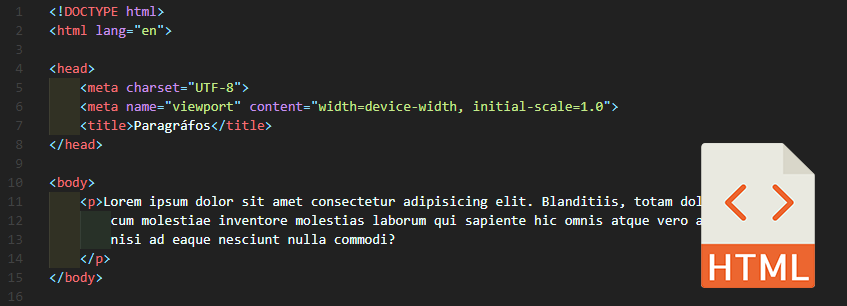 1 <!DOCTYPE html>
2 <html lang="en">
3
4 <head>
5 <meta charset="UTF-8">
6 <meta name="viewport" content="width=device-width, initial-scale=1.0">
7 <title>Paragráfos</title>
8 </head>
9
10 <body>
11 <p>Lorem ipsum dolor sit amet consectetur adipisicing elit. Blanditiis, totam
12 cum molestiae inventore molestias laborum qui sapiente hic omnis atque vero
13 nisi ad eaque nesciunt nulla commodi?
14 </p>
15 </body>
16
< >
HTML